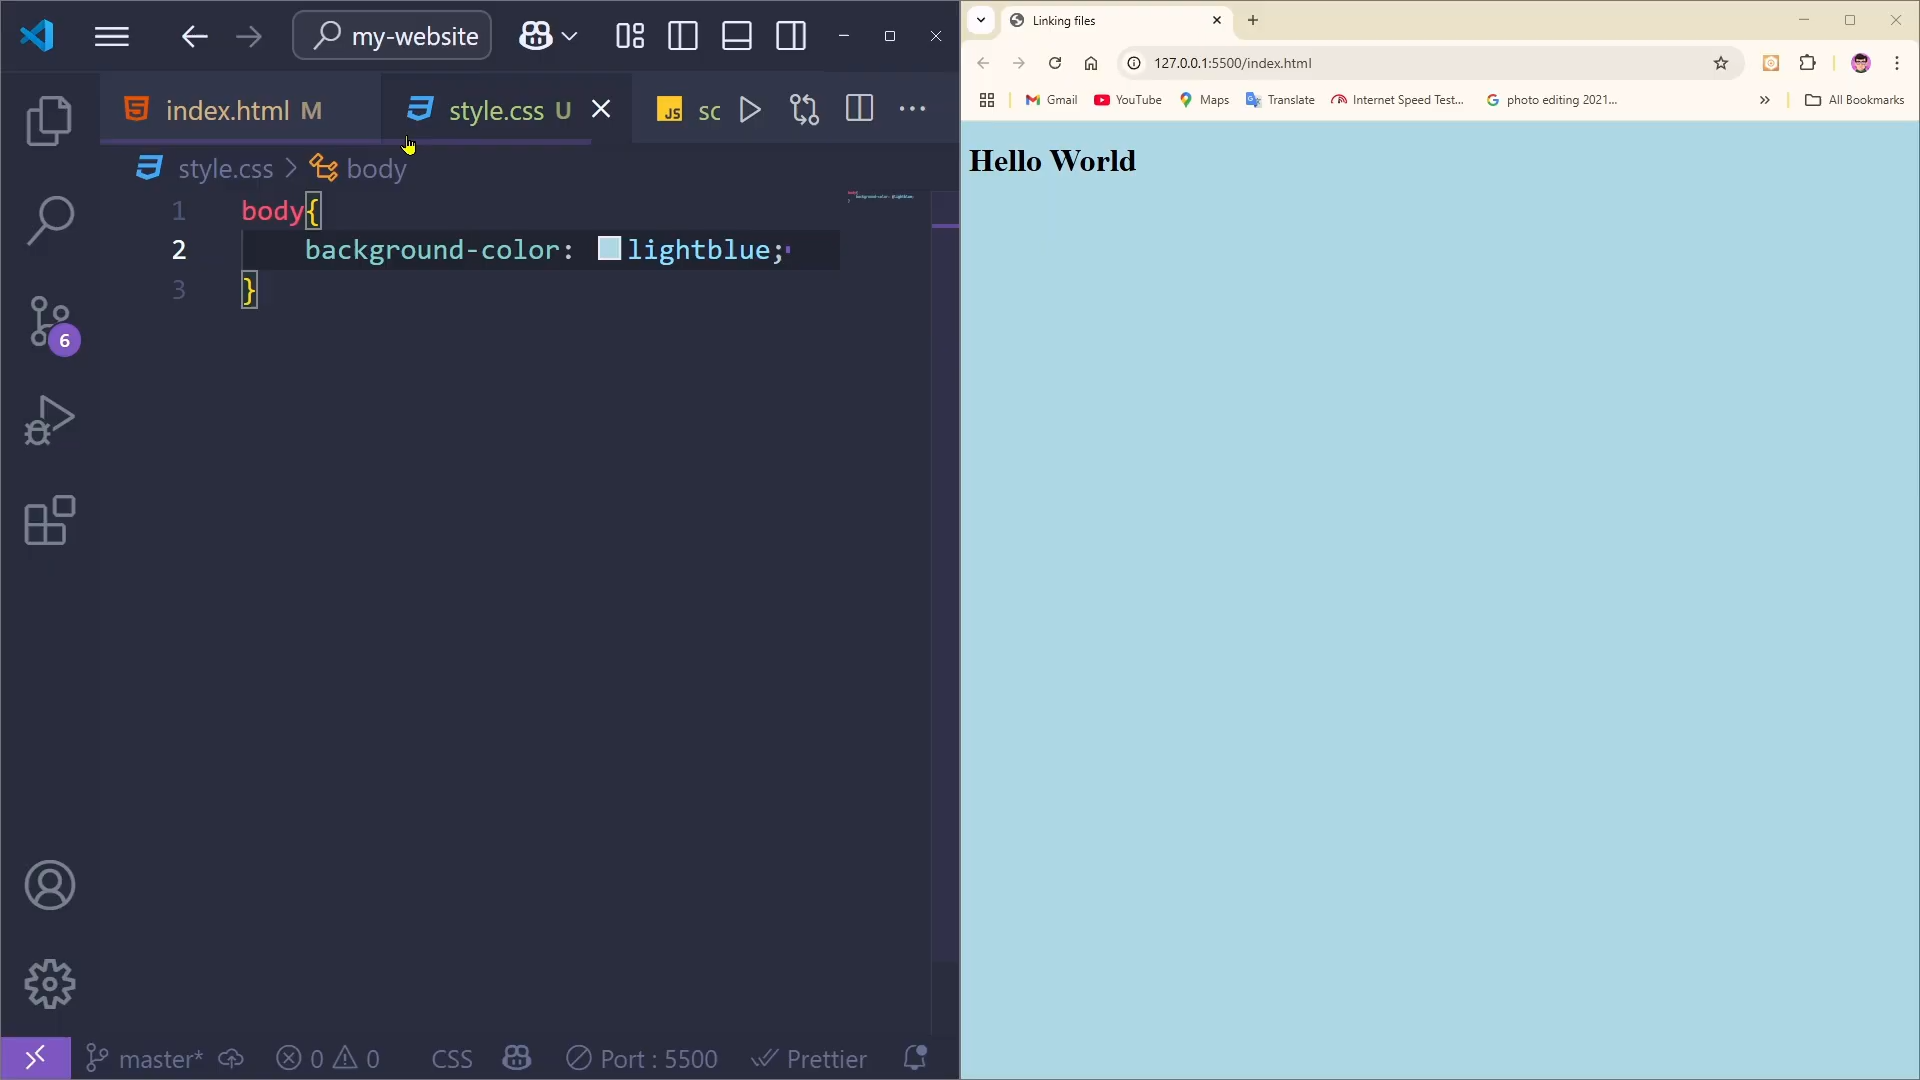 my-website
index.html M
style.css U
JS sc
style.css > body
1 body{
2 background-color: lightblue;
3 }
6
master* 0 0 CSS Port : 5500 Prettier
Linking files
127.0.0.1:5500/index.html
Gmail YouTube Maps Translate Internet Speed Test... photo editing 2021... » All Bookmarks
Hello World